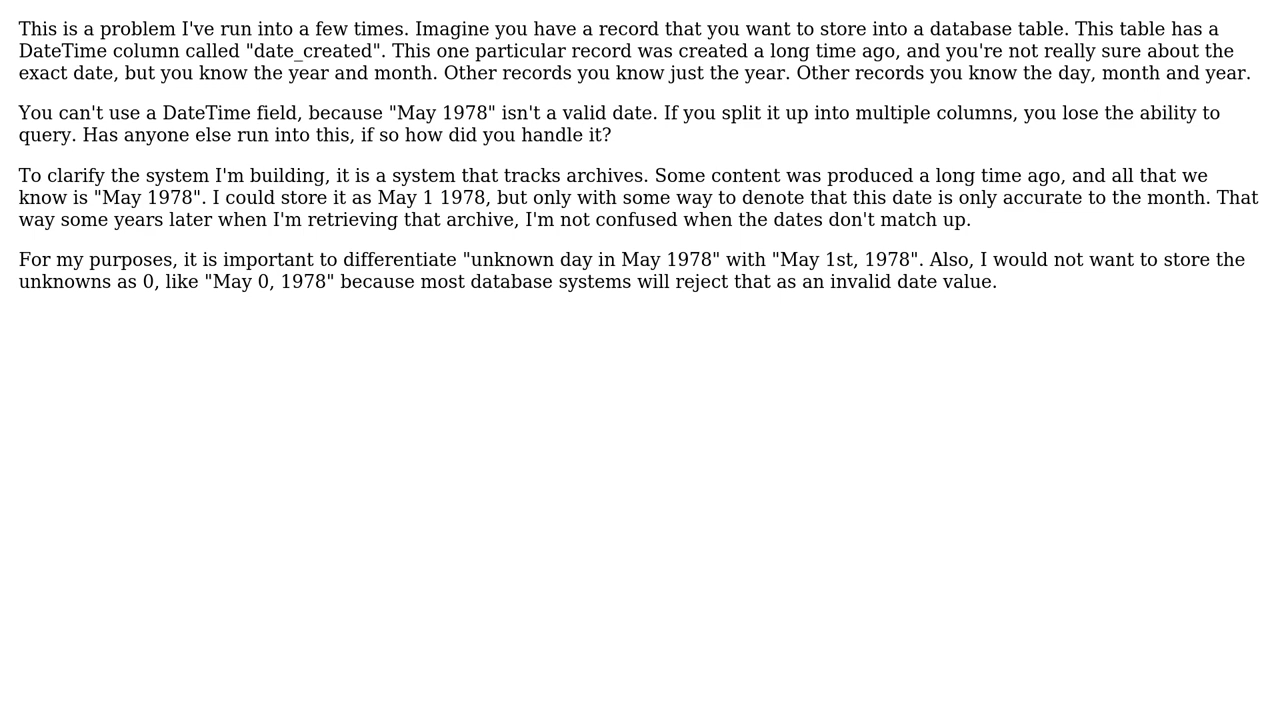 This is a problem I've run into a few times. Imagine you have a record that you want to store into a database table. This table has a
DateTime column called "date_created". This one particular record was created a long time ago, and you're not really sure about the
exact date, but you know the year and month. Other records you know just the year. Other records you know the day, month and year.
You can't use a DateTime field, because "May 1978" isn't a valid date. If you split it up into multiple columns, you lose the ability to
query. Has anyone else run into this, if so how did you handle it?
To clarify the system I'm building, it is a system that tracks archives. Some content was produced a long time ago, and all that we
know is "May 1978". I could store it as May 1 1978, but only with some way to denote that this date is only accurate to the month. That
way some years later when I'm retrieving that archive, I'm not confused when the dates don't match up.
For my purposes, it is important to differentiate "unknown day in May 1978" with "May 1st, 1978". Also, I would not want to store the
unknowns as 0, like "May 0, 1978" because most database systems will reject that as an invalid date value.